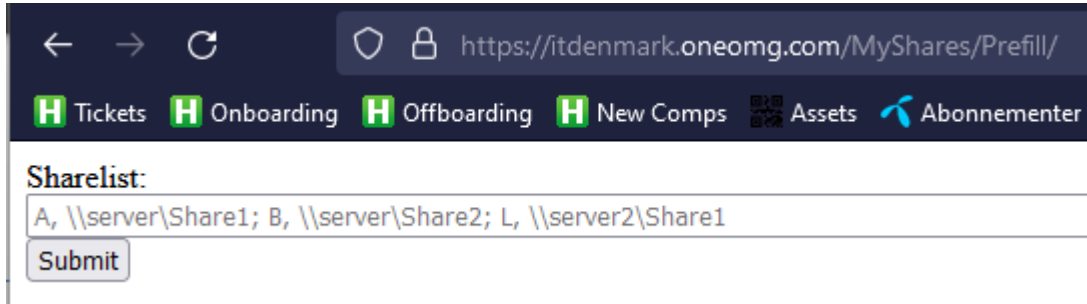 https://itdenmark.oneomg.com/MyShares/Prefill/
H Tickets H Onboarding H Offboarding H New Comps Assets Abonnementer
Sharelist:
A, \\server\Share1; B, \\server\Share2; L, \\server2\Share1
Submit